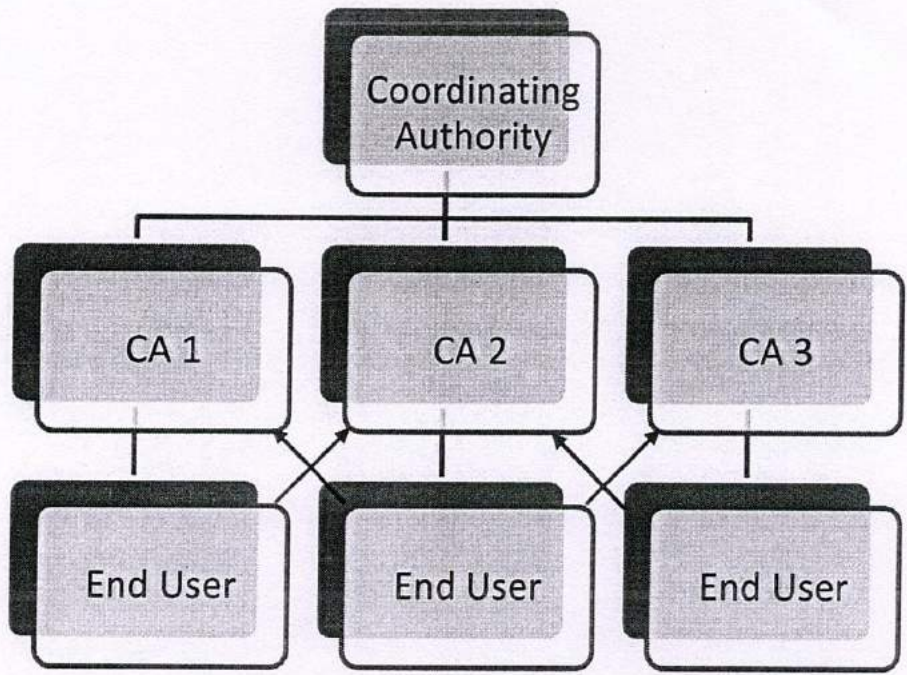 Coordinating
Authority
CA 1
CA 2
CA 3
End User
End User
End User